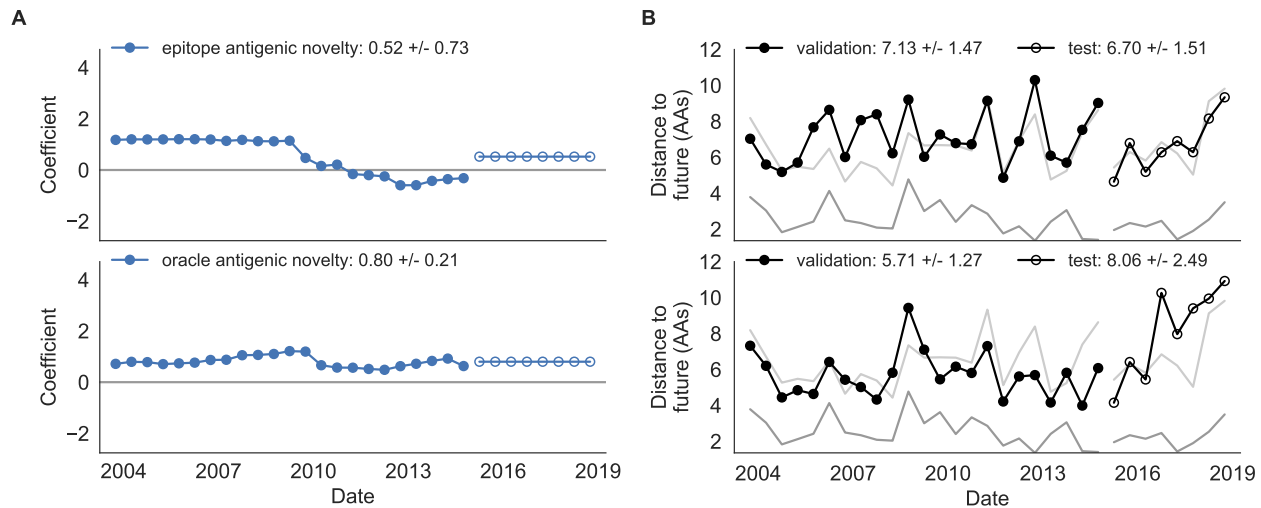 A
epitope antigenic novelty: 0.52 +/- 0.73
4
2
0
−2
Coefficient
oracle antigenic novelty: 0.80 +/- 0.21
4
2
0
−2
Coefficient
2004 2007 2010 2013 2016 2019
Date
B
validation: 7.13 +/- 1.47 test: 6.70 +/- 1.51
12
10
8
6
4
2
Distance to
future (AAs)
validation: 5.71 +/- 1.27 test: 8.06 +/- 2.49
12
10
8
6
4
2
Distance to
future (AAs)
2004 2007 2010 2013 2016 2019
Date